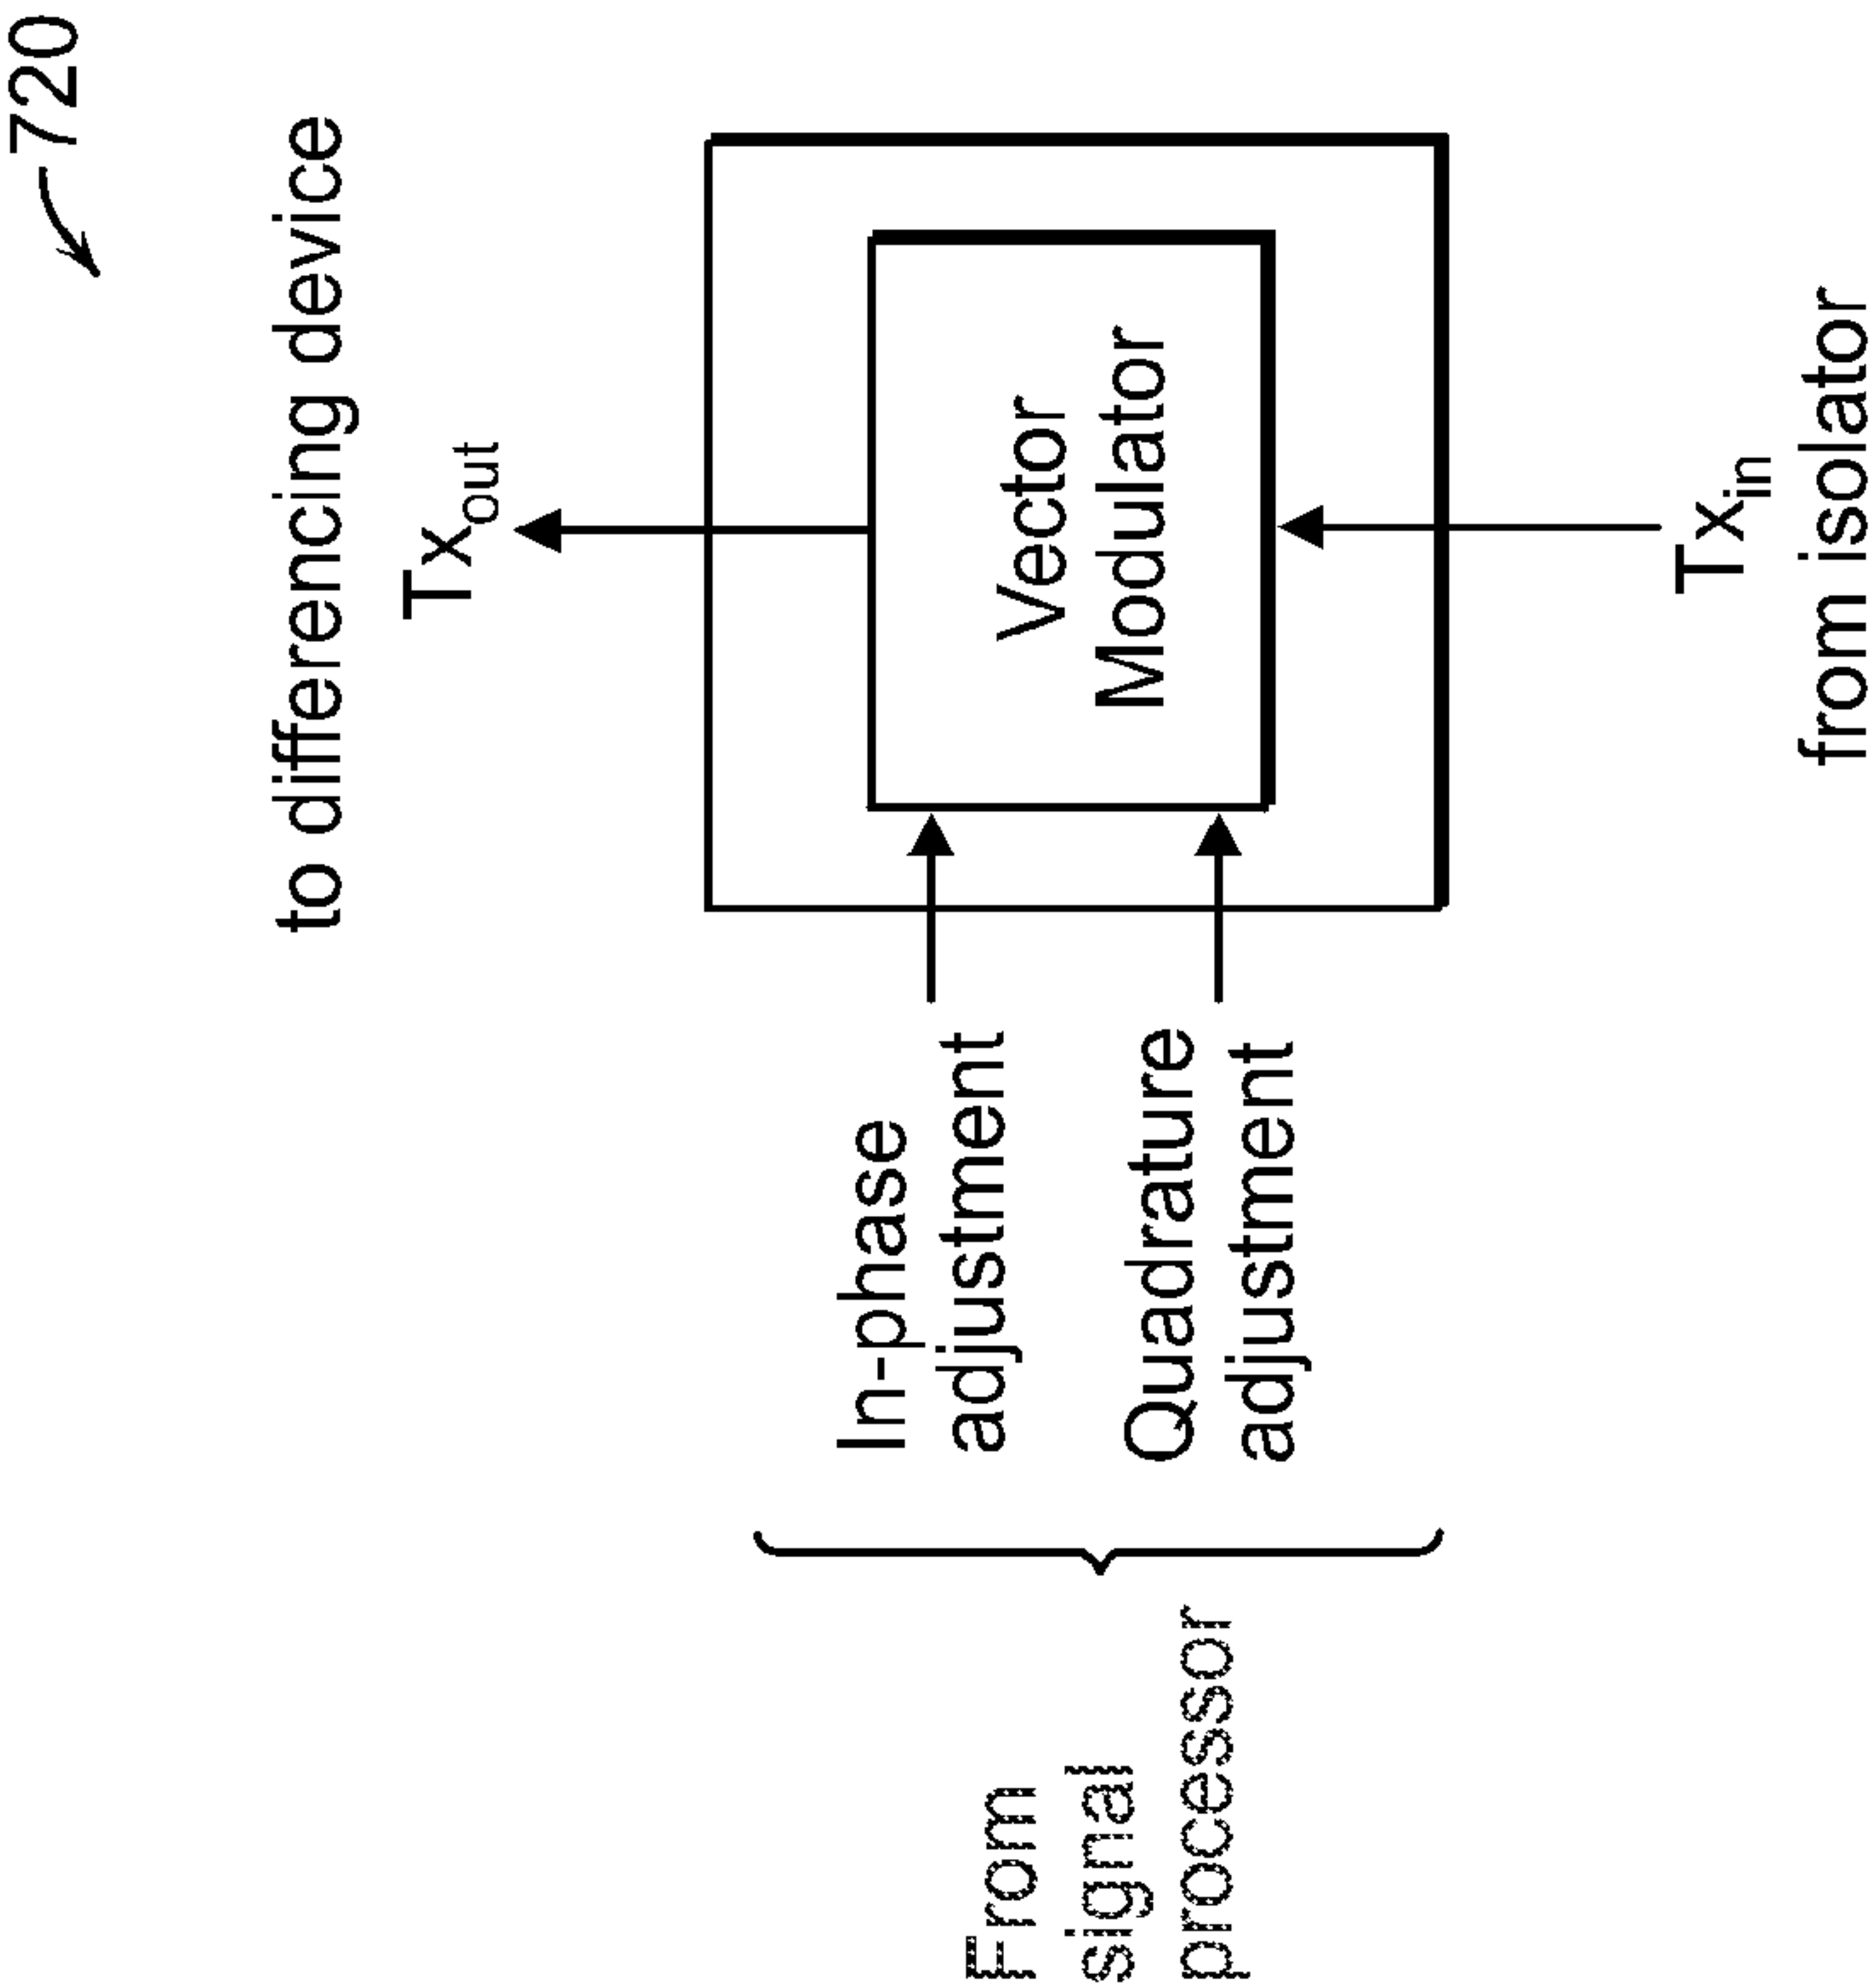 720
to differencing device
Tx_out
Vector
Modulator
Tx_in
from isolator
In-phase
adjustment
Quadrature
adjustment
From
signal
processor